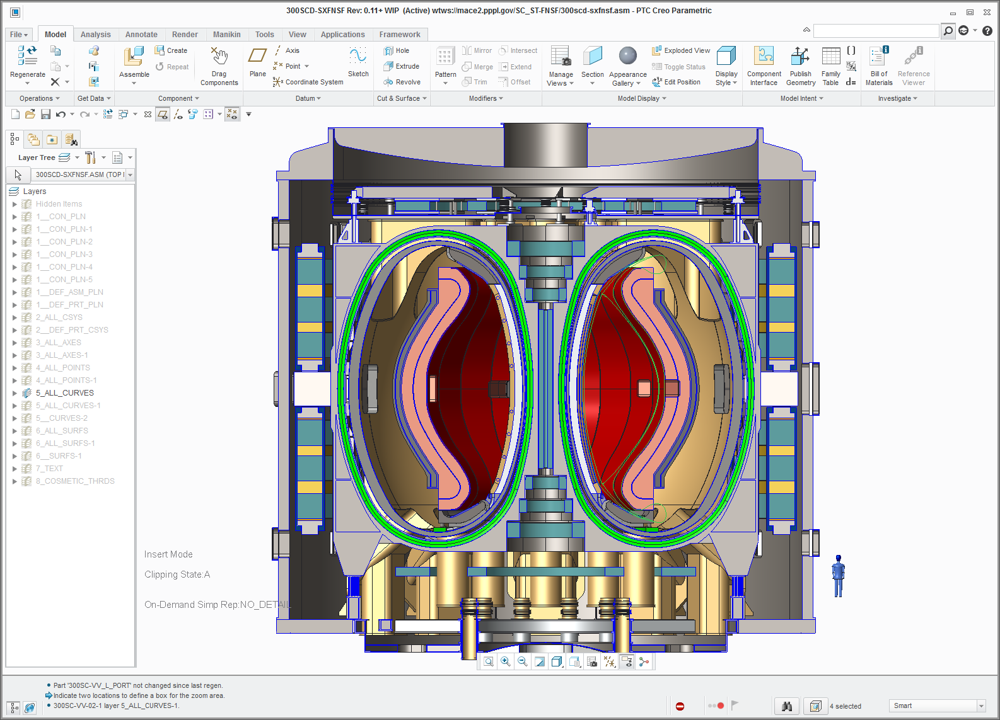 300SCD-SXFNSF Rev: 0.11+ WIP (Active) wtws://mace2.pppl.gov/SC_ST-FNSF/300scd-sxfnsf.asm - PTC Creo Parametric
File Model Analysis Annotate Render Manikin Tools View Applications Framework
Regenerate
Operations
Get Data
Assemble
Create
Repeat
Drag
Components
Component
Plane
Axis
Point
Coordinate System
Sketch
Datum
Hole
Extrude
Revolve
Cut & Surface
Pattern
Mirror
Merge
Trim
Intersect
Extend
Offset
Modifiers
Manage
Views
Section
Appearance
Gallery
Exploded View
Toggle Status
Edit Position
Display
Style
Model Display
Component
Interface
Publish
Geometry
Family
Table
Model Intent
Bill of
Materials
Reference
Viewer
Investigate
Layer Tree
300SCD-SXFNSF.ASM (TOP
Layers
Hidden Items
1__CON_PLN
1__CON_PLN-1
1__CON_PLN-2
1__CON_PLN-3
1__CON_PLN-4
1__CON_PLN-5
1__DEF_ASM_PLN
1__DEF_PRT_PLN
2_ALL_CSYS
2__DEF_PRT_CSYS
3_ALL_AXES
3_ALL_AXES-1
4_ALL_POINTS
4_ALL_POINTS-1
5_ALL_CURVES
5_ALL_CURVES-1
5__CURVES-2
6_ALL_SURFS
6_ALL_SURFS-1
6__SURFS-1
7_TEXT
8_COSMETIC_THRDS
Insert Mode
Clipping State:A
On-Demand Simp Rep:NO_DETAIL
Part '300SC-VV_L_PORT' not changed since last regen.
Indicate two locations to define a box for the zoom area.
300SC-VV-02-1 layer 5_ALL_CURVES-1.
4 selected
Smart